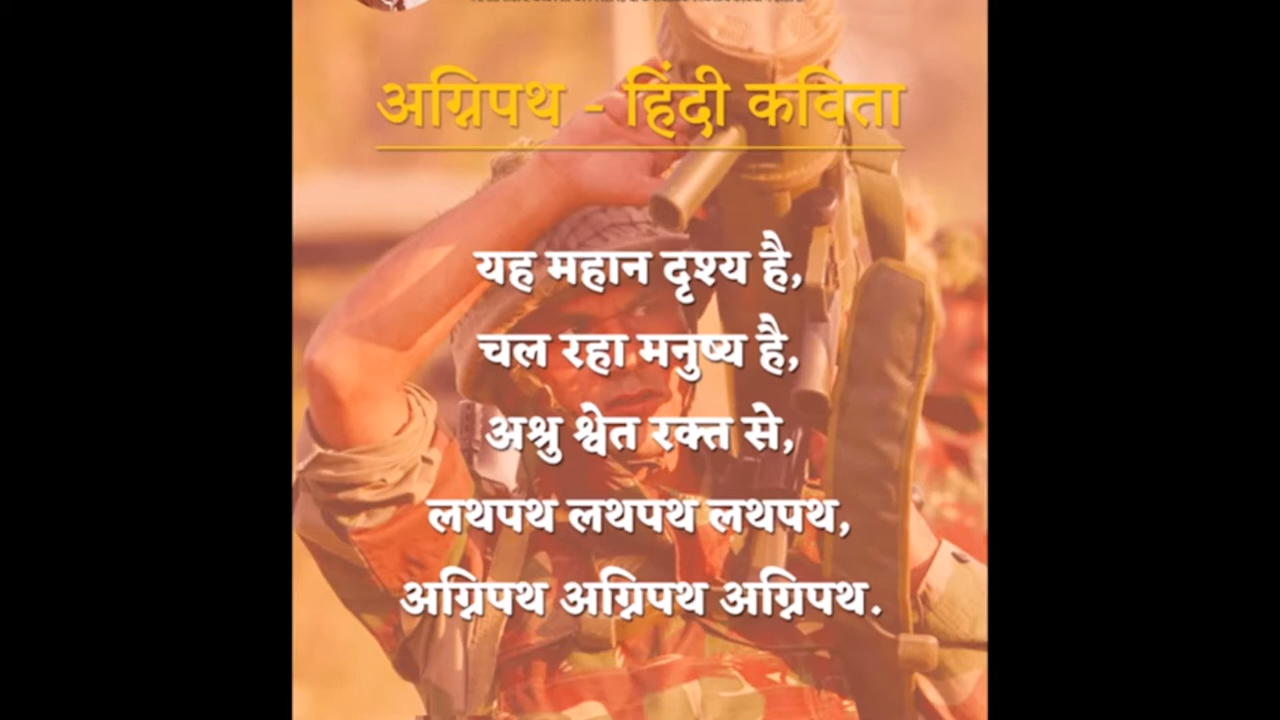 अग्निपथ - हिंदी कविता
यह महान दृश्य है,
चल रहा मनुष्य है,
अश्रु श्वेत रक्त से,
लथपथ लथपथ लथपथ,
अग्निपथ अग्निपथ अग्निपथ.